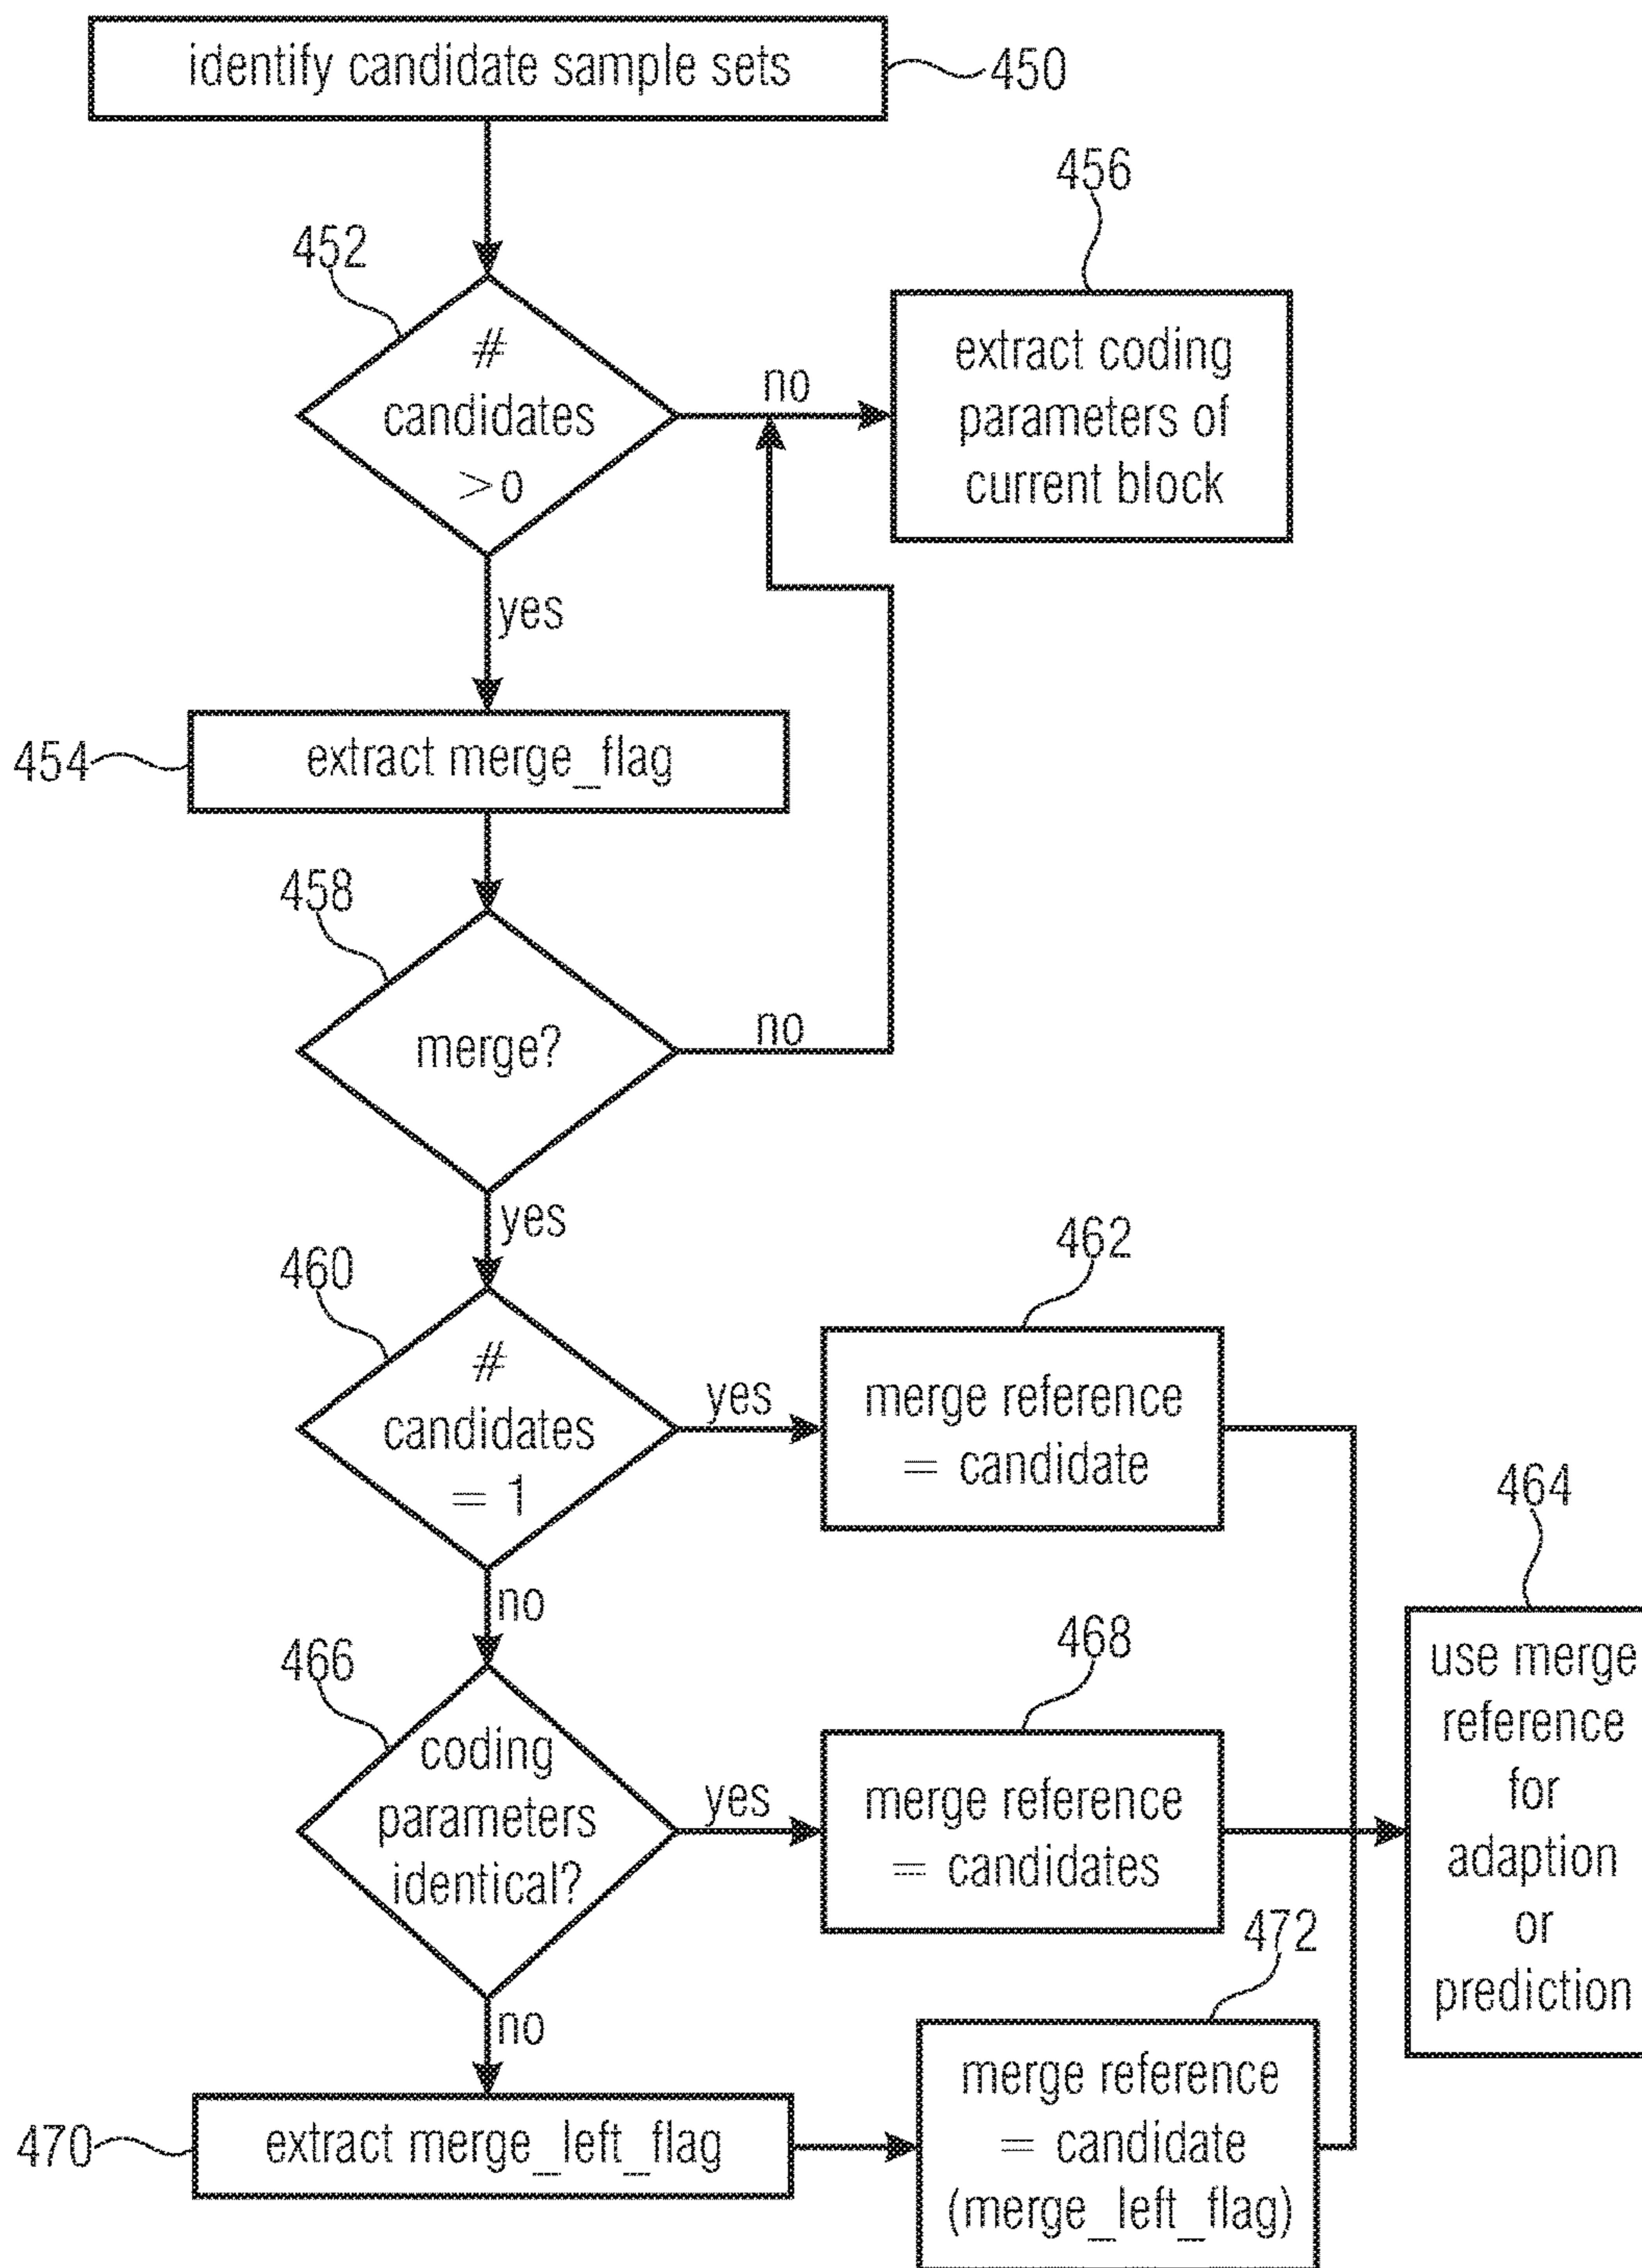 identify candidate sample sets
450
456
452
#
candidates
>o
no
extract coding
parameters of
current block
yes
454
extract merge_flag
458
merge?
no
yes
460
#
candidates
= 1
yes
462
merge reference
= candidate
464
use merge
reference
for
adaption
or
prediction
no
466
coding
parameters
identical?
yes
468
merge reference
= candidates
no
470
extract merge_left_flag
472
merge reference
= candidate
(merge_left_flag)